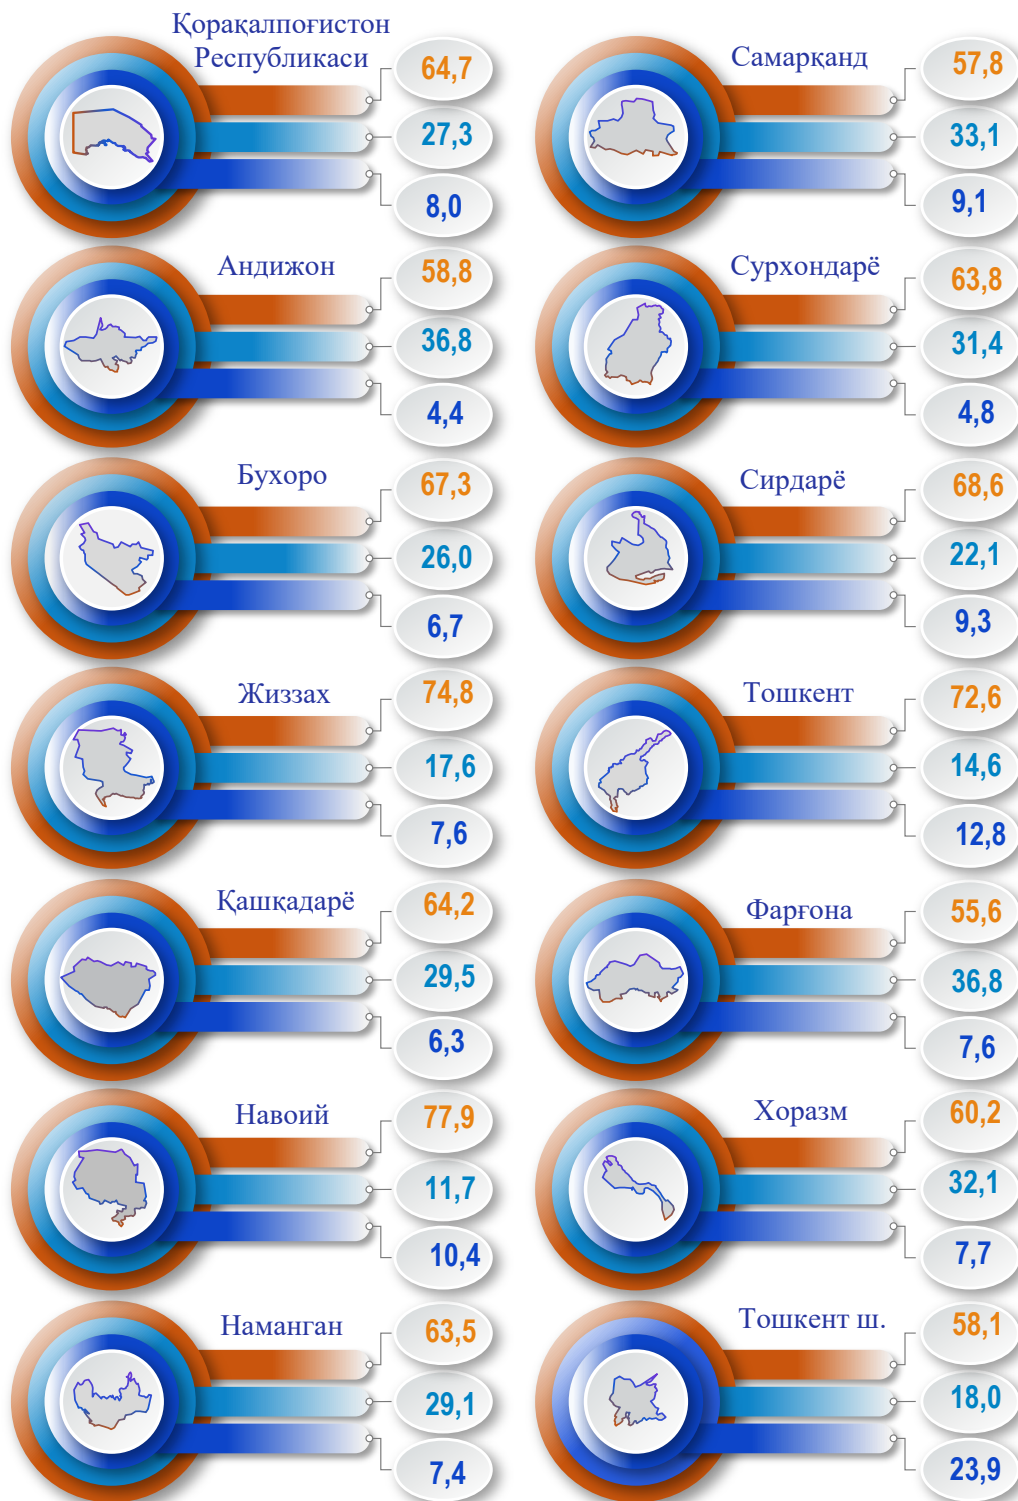 Қорақалпоғистон
Республикаси
64,7
27,3
8,0
Самарқанд
57,8
33,1
9,1
Андижон
58,8
36,8
4,4
Сурхондарё
63,8
31,4
4,8
Бухоро
67,3
26,0
6,7
Сирдарё
68,6
22,1
9,3
Жиззах
74,8
17,6
7,6
Тошкент
72,6
14,6
12,8
Қашқадарё
64,2
29,5
6,3
Фарғона
55,6
36,8
7,6
Навоий
77,9
11,7
10,4
Хоразм
60,2
32,1
7,7
Наманган
63,5
29,1
7,4
Тошкент ш.
58,1
18,0
23,9